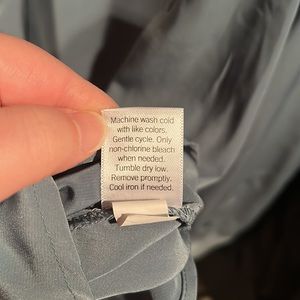 Machine wash cold
with like colors.
Gentle cycle. Only
non-chlorine bleach
when needed.
Tumble dry low.
Remove promptly.
Cool iron if needed.